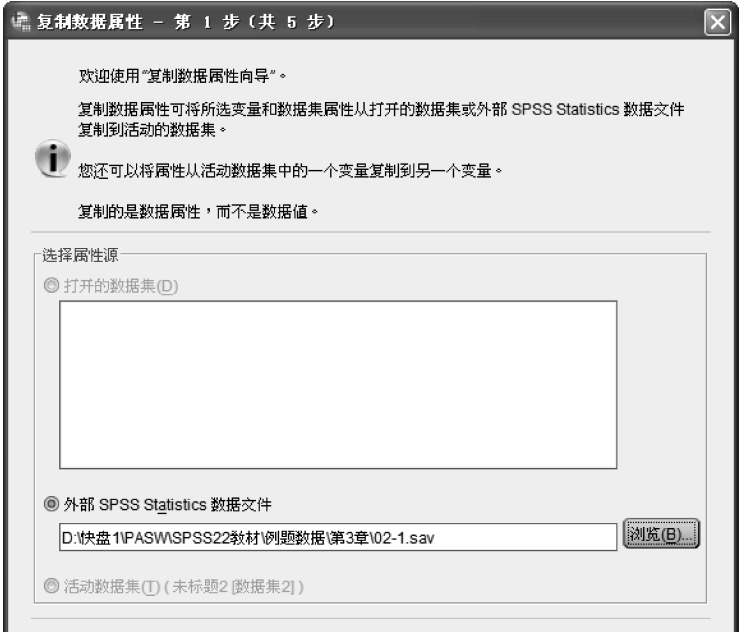 复制数据属性 - 第 1 步(共 5 步)
欢迎使用“复制数据属性向导”。
复制数据属性可将所选变量和数据集属性从打开的数据集或外部 SPSS Statistics 数据文件
复制到活动的数据集。
您还可以将属性从活动数据集中的一个变量复制到另一个变量。
复制的是数据属性，而不是数据值。
选择属性源
打开的数据集(D)
外部 SPSS Statistics 数据文件
D:\快盘1\PASW\SPSS22教材\例题数据\第3章\02-1.sav
浏览(B)...
活动数据集(T) ( 未标题2 [数据集2] )